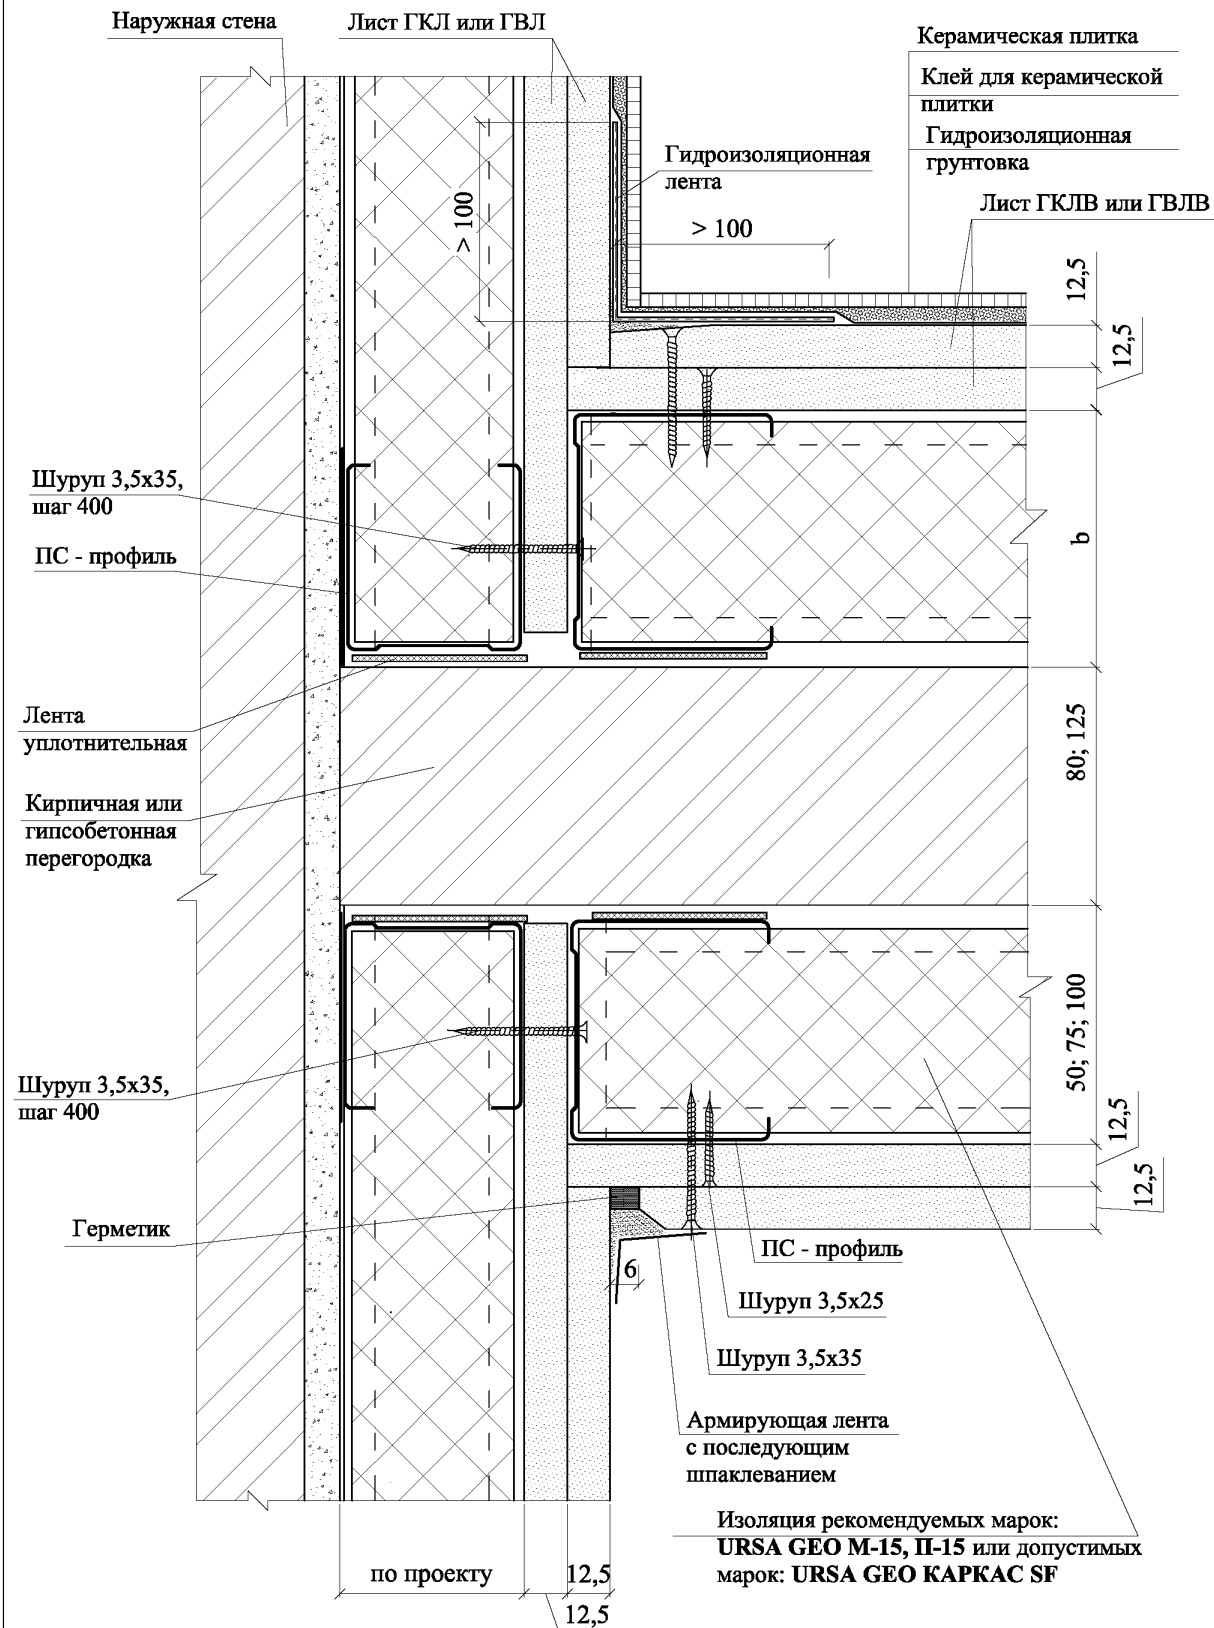 Наружная стена
Лист ГКЛ или ГВЛ
Керамическая плитка
Клей для керамической
плитки
Гидроизоляционная
грунтовка
Гидроизоляционная
лента
Лист ГКЛВ или ГВЛВ
> 100
> 100
12,5
12,5
Шуруп 3,5х35,
шаг 400
ПС - профиль
b
Лента
уплотнительная
80; 125
Кирпичная или
гипсобетонная
перегородка
50; 75; 100
Шуруп 3,5х35,
шаг 400
12,5
12,5
Герметик
ПС - профиль
6
Шуруп 3,5х25
Шуруп 3,5х35
Армирующая лента
с последующим
шпаклеванием
Изоляция рекомендуемых марок:
URSA GEO М-15, П-15 или допустимых
марок: URSA GEO КАРКАС SF
по проекту
12,5
12,5